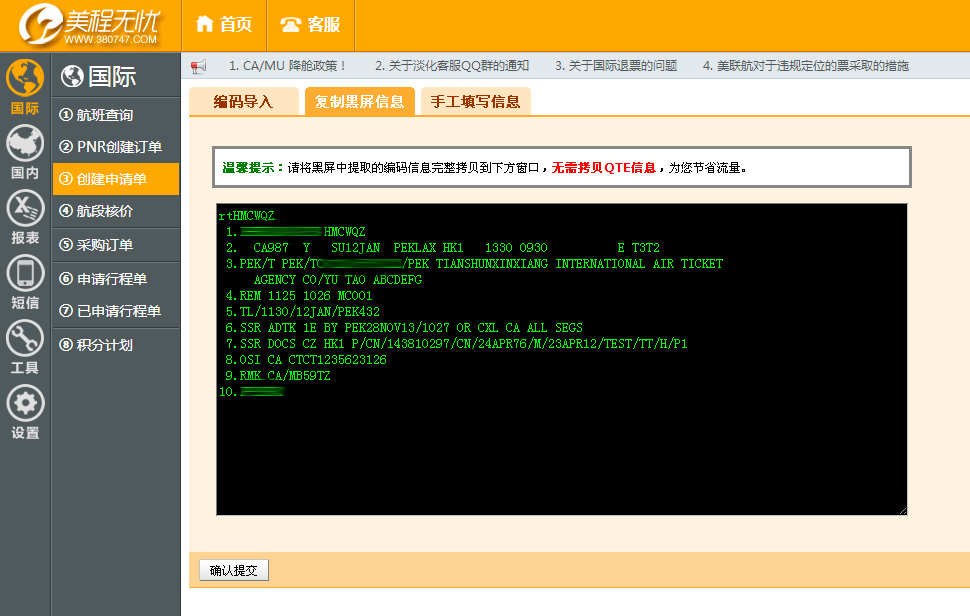 美程无忧
WWW.380747.COM
首页
客服
1. CA/MU 降舱政策！ 2. 关于淡化客服QQ群的通知 3. 关于国际退票的问题 4. 美联航对于违规定位的票采取的措施
国际
国内
报表
短信
工具
设置
国际
① 航班查询
② PNR创建订单
③ 创建申请单
④ 航段核价
⑤ 采购订单
⑥ 申请行程单
⑦ 已申请行程单
⑧ 积分计划
编码导入 复制黑屏信息 手工填写信息
温馨提示：请将黑屏中提取的编码信息完整拷贝到下方窗口，无需拷贝QTE信息，为您节省流量。
rtHMCWQZ
1. HMCWQZ
2. CA987 Y SU12JAN PEKLAX HK1 1330 0930 E T3T2
3.PEK/T PEK/TC /PEK TIANSHUNXINXIANG INTERNATIONAL AIR TICKET
AGENCY CO/YU TAO ABCDEFG
4.REM 1125 1026 MC001
5.TL/1130/12JAN/PEK432
6.SSR ADTK 1E BY PEK28NOV13/1027 OR CXL CA ALL SEGS
7.SSR DOCS CZ HK1 P/CN/143810297/CN/24APR76/M/23APR12/TEST/TT/H/P1
8.OSI CA CTCT1235623126
9.RMK CA/MB59TZ
10.
确认提交